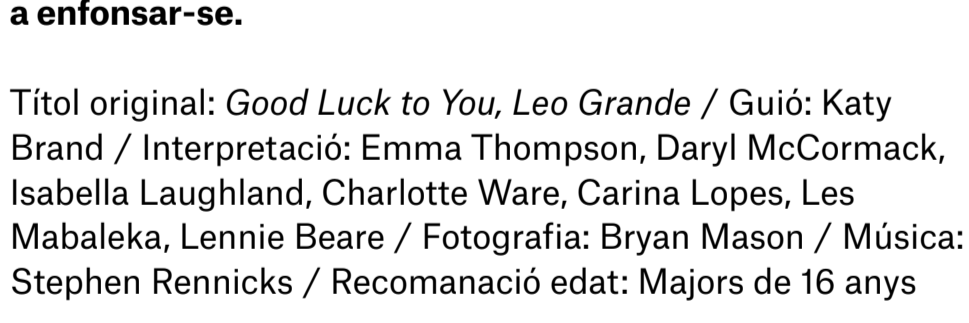 a enfonsar-se.
Títol original: Good Luck to You, Leo Grande / Guió: Katy
Brand / Interpretació: Emma Thompson, Daryl McCormack,
Isabella Laughland, Charlotte Ware, Carina Lopes, Les
Mabaleka, Lennie Beare / Fotografia: Bryan Mason / Música:
Stephen Rennicks / Recomanació edat: Majors de 16 anys